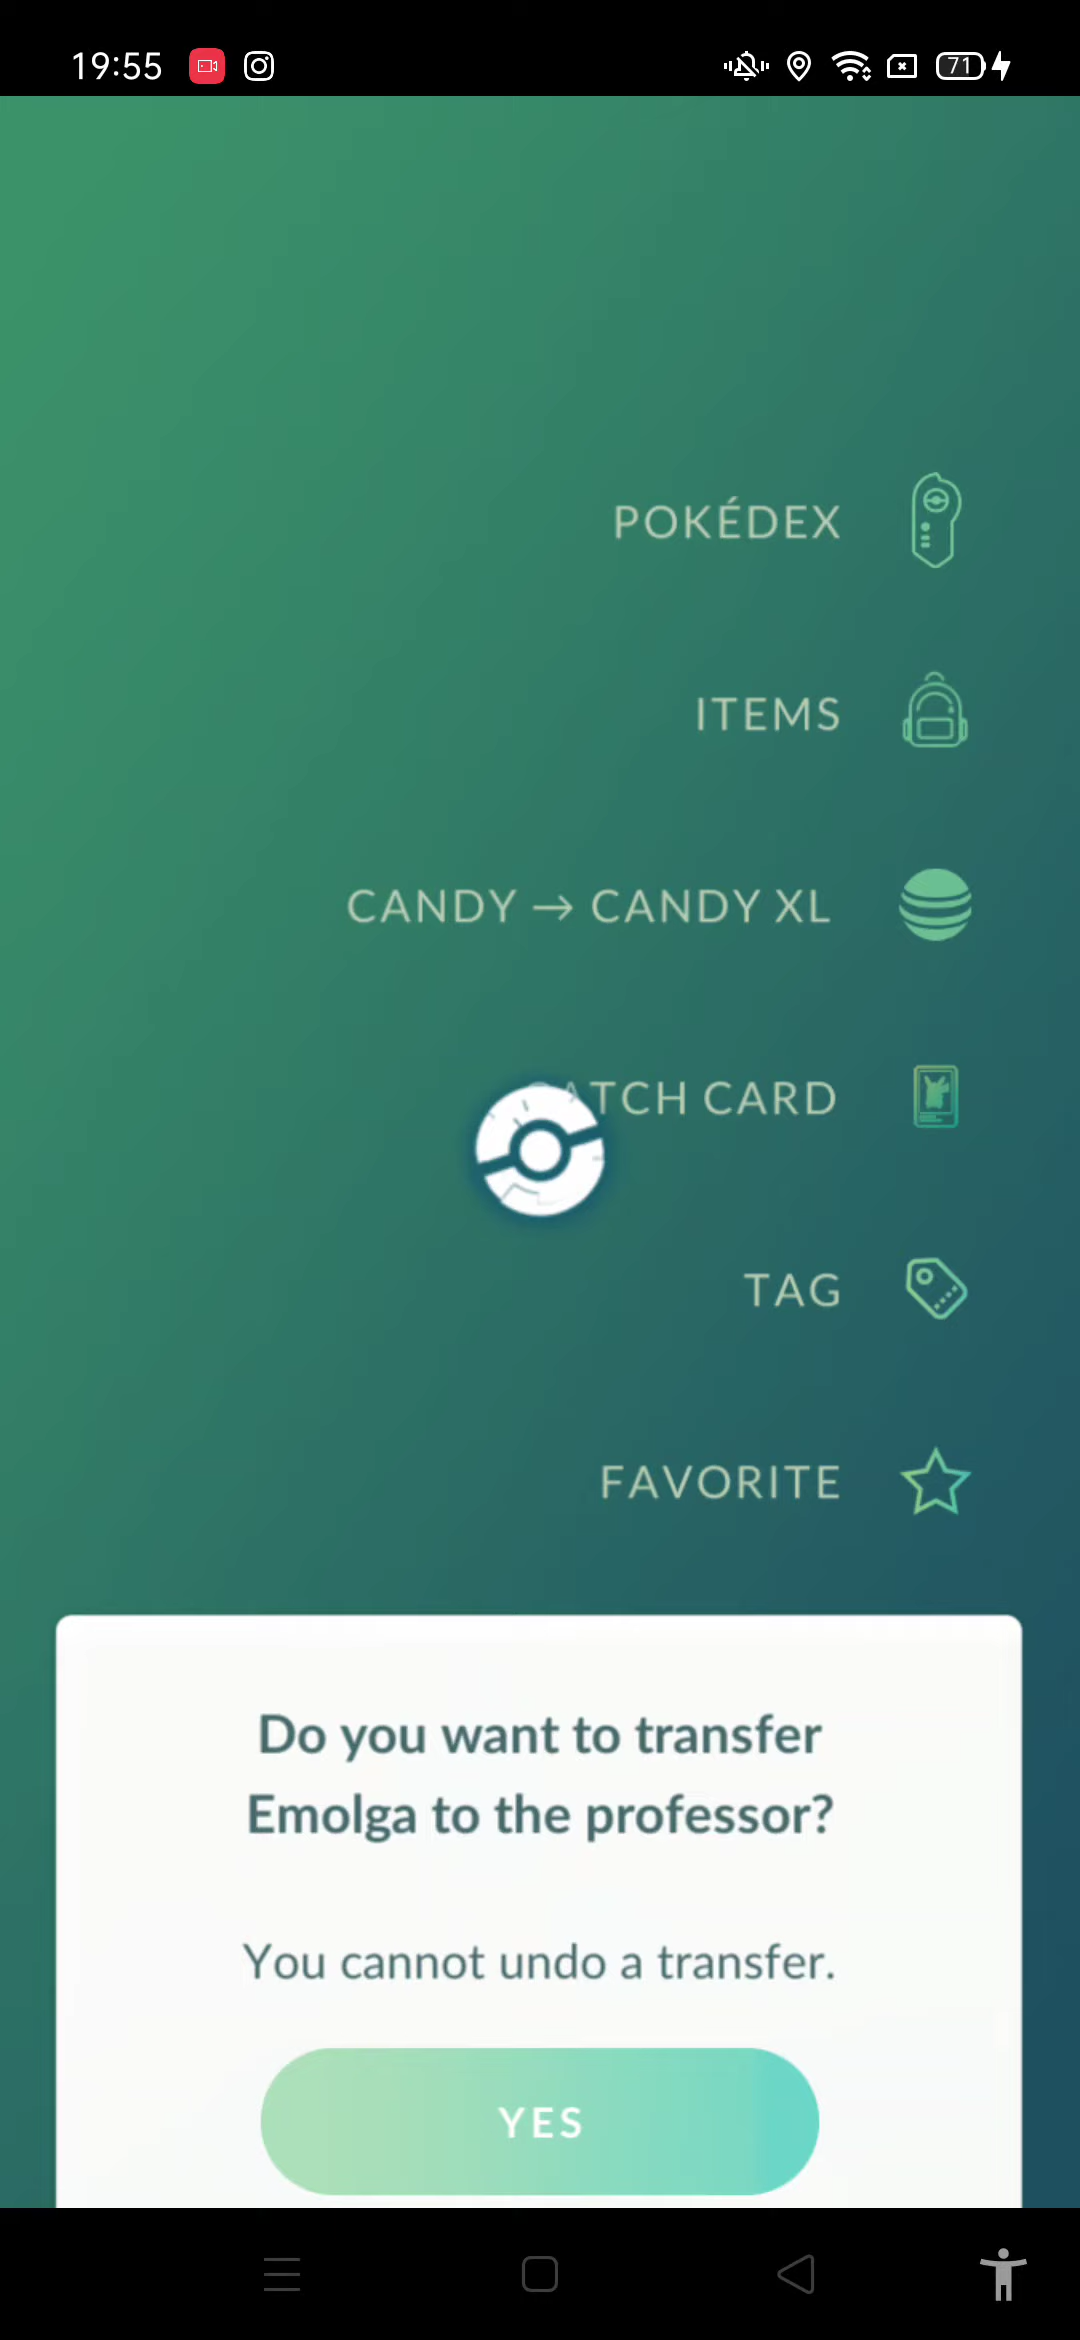 19:55
71
POKÉDEX
ITEMS
CANDY → CANDY XL
CATCH CARD
TAG
FAVORITE
Do you want to transfer
Emolga to the professor?
You cannot undo a transfer.
YES